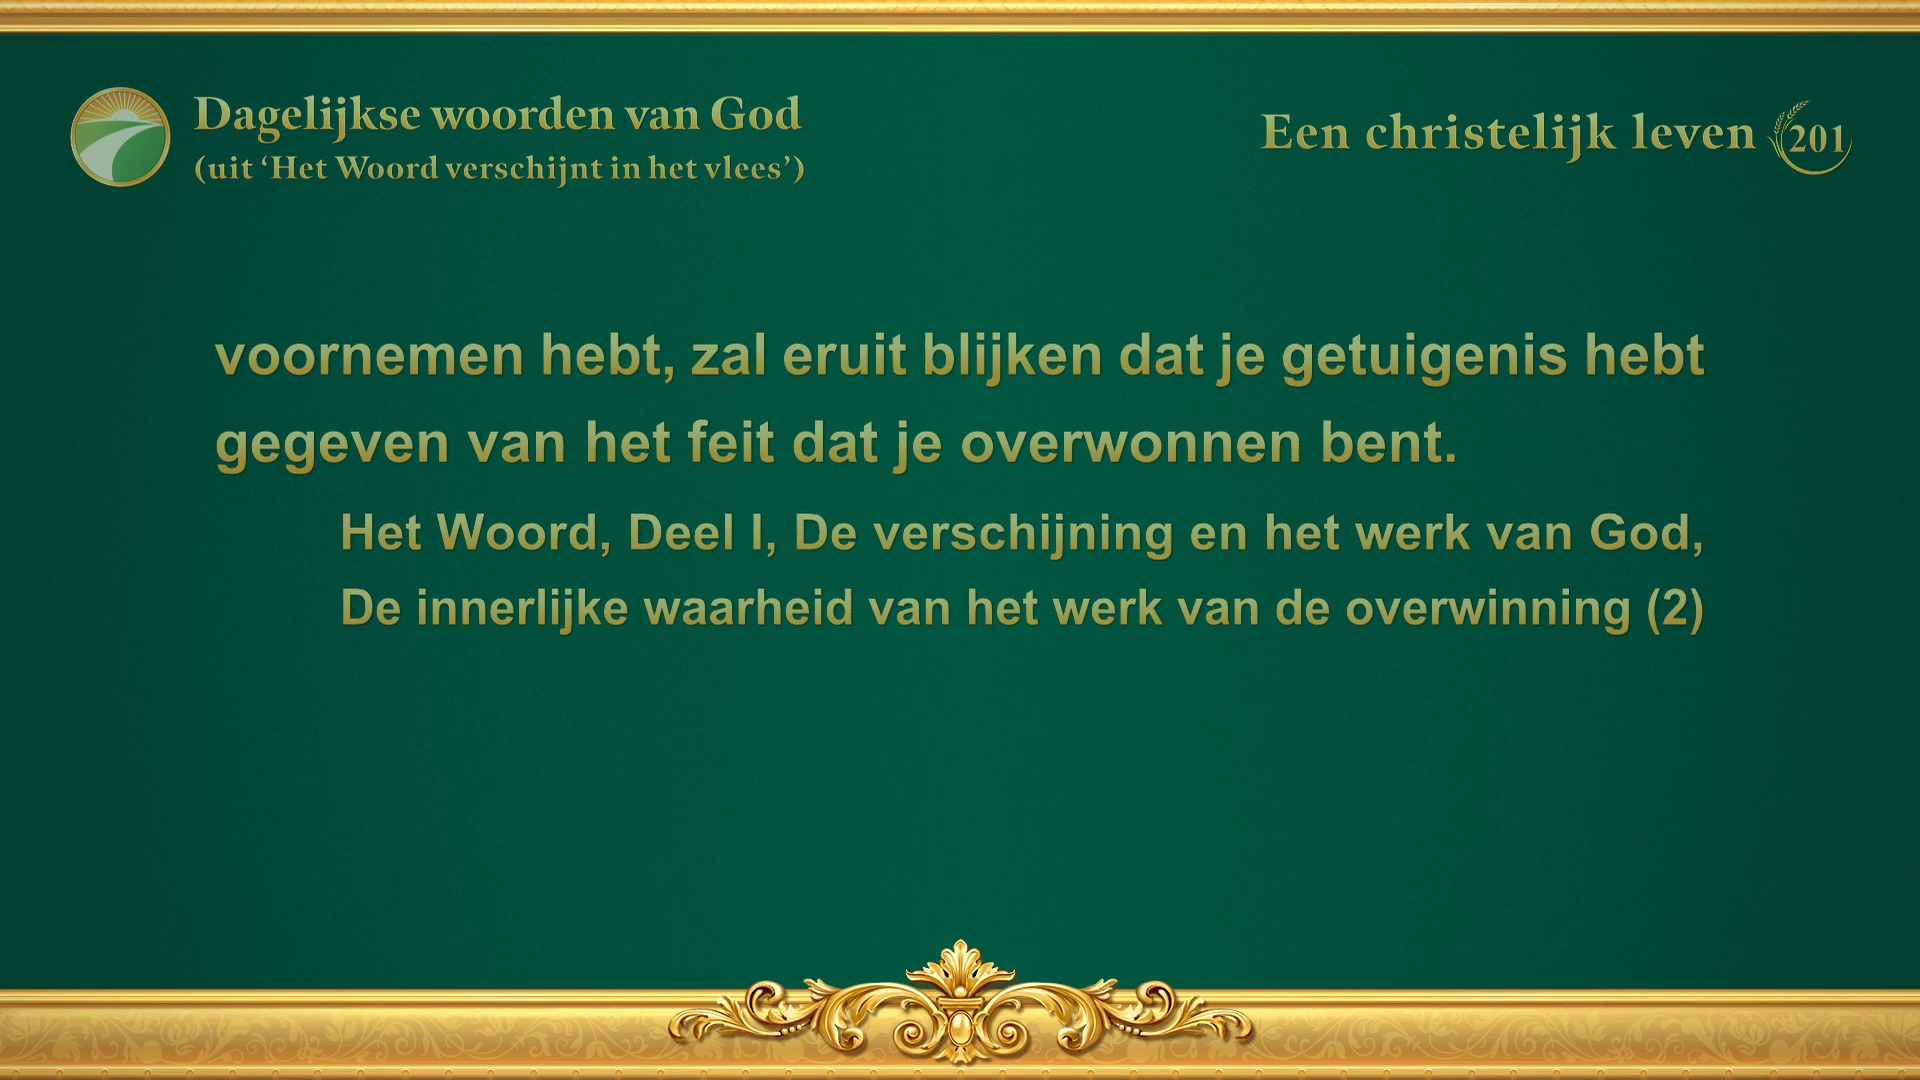 Dagelijkse woorden van God
(uit ‘Het Woord verschijnt in het vlees’)
Een christelijk leven 201
voornemen hebt, zal eruit blijken dat je getuigenis hebt
gegeven van het feit dat je overwonnen bent.
Het Woord, Deel I, De verschijning en het werk van God,
De innerlijke waarheid van het werk van de overwinning (2)